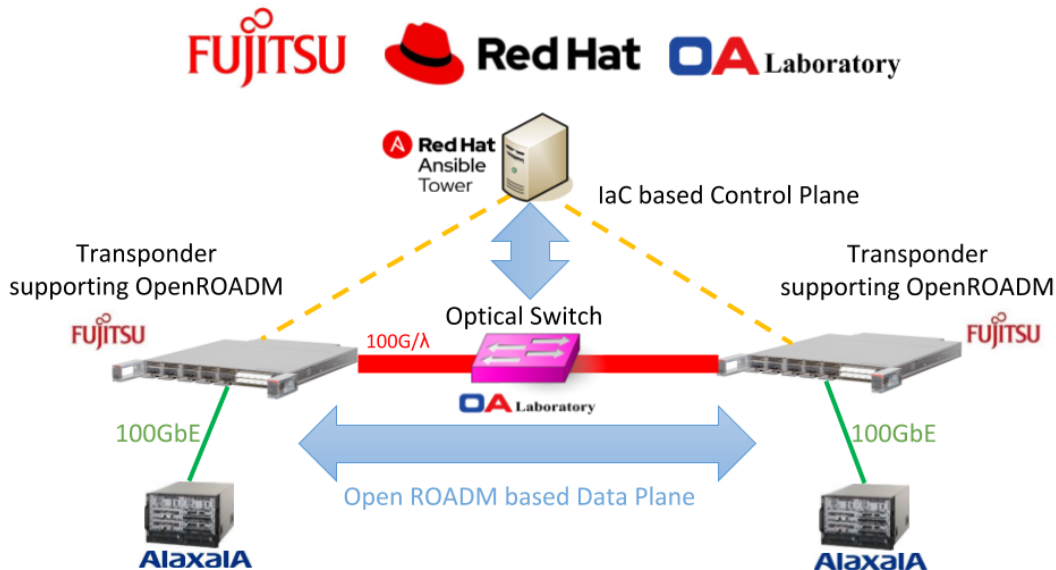 FUJITSU Red Hat OA Laboratory
Red Hat
Ansible
Tower
IaC based Control Plane
Transponder
supporting OpenROADM
Transponder
supporting OpenROADM
FUJITSU
Optical Switch
FUJITSU
100G/λ
OA Laboratory
100GbE
100GbE
Open ROADM based Data Plane
AlaxalA
AlaxalA